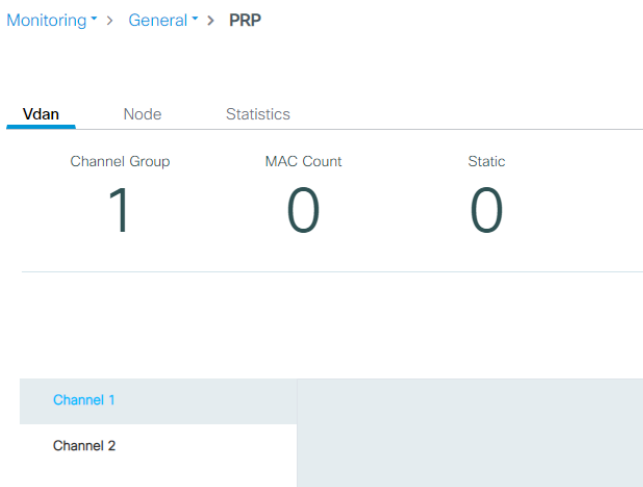 Monitoring > General > PRP
Vdan Node Statistics
Channel Group MAC Count Static
1 0 0
Channel 1
Channel 2